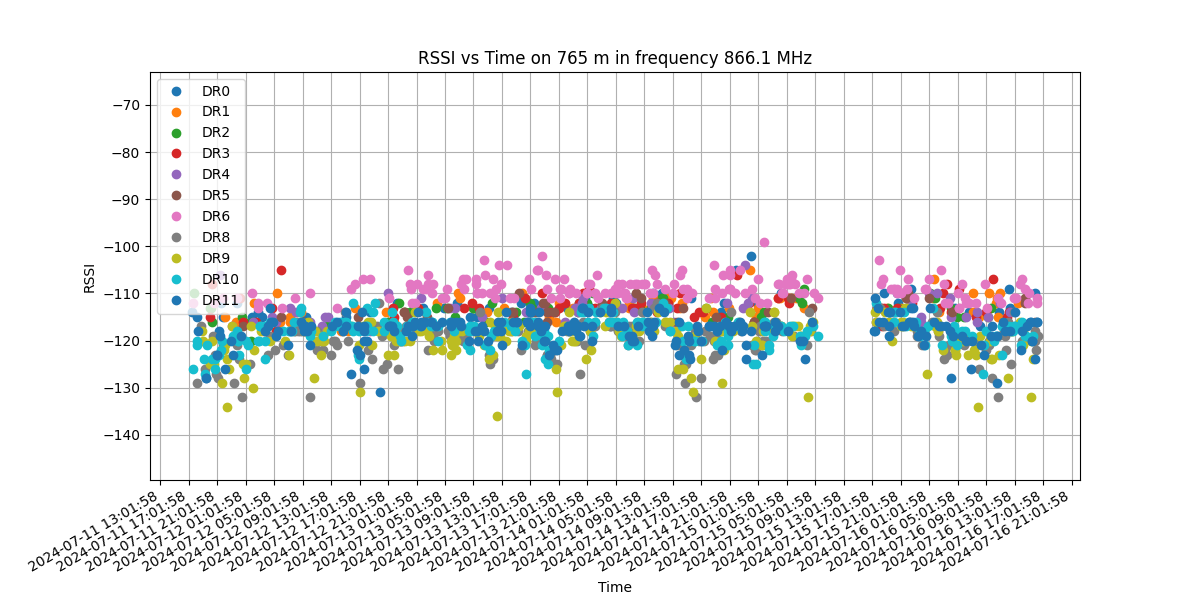 RSSI vs Time on 765 m in frequency 866.1 MHz
DR0
DR1
DR2
DR3
DR4
DR5
DR6
DR8
DR9
DR10
DR11
−70
−80
−90
−100
−110
−120
−130
−140
RSSI
2024-07-11 13:01:58
2024-07-11 17:01:58
2024-07-11 21:01:58
2024-07-12 01:01:58
2024-07-12 05:01:58
2024-07-12 09:01:58
2024-07-12 13:01:58
2024-07-12 17:01:58
2024-07-12 21:01:58
2024-07-13 01:01:58
2024-07-13 05:01:58
2024-07-13 09:01:58
2024-07-13 13:01:58
2024-07-13 17:01:58
2024-07-13 21:01:58
2024-07-14 01:01:58
2024-07-14 05:01:58
2024-07-14 09:01:58
2024-07-14 13:01:58
2024-07-14 17:01:58
2024-07-14 21:01:58
2024-07-15 01:01:58
2024-07-15 05:01:58
2024-07-15 09:01:58
2024-07-15 13:01:58
2024-07-15 17:01:58
2024-07-15 21:01:58
2024-07-16 01:01:58
2024-07-16 05:01:58
2024-07-16 09:01:58
2024-07-16 13:01:58
2024-07-16 17:01:58
2024-07-16 21:01:58
Time